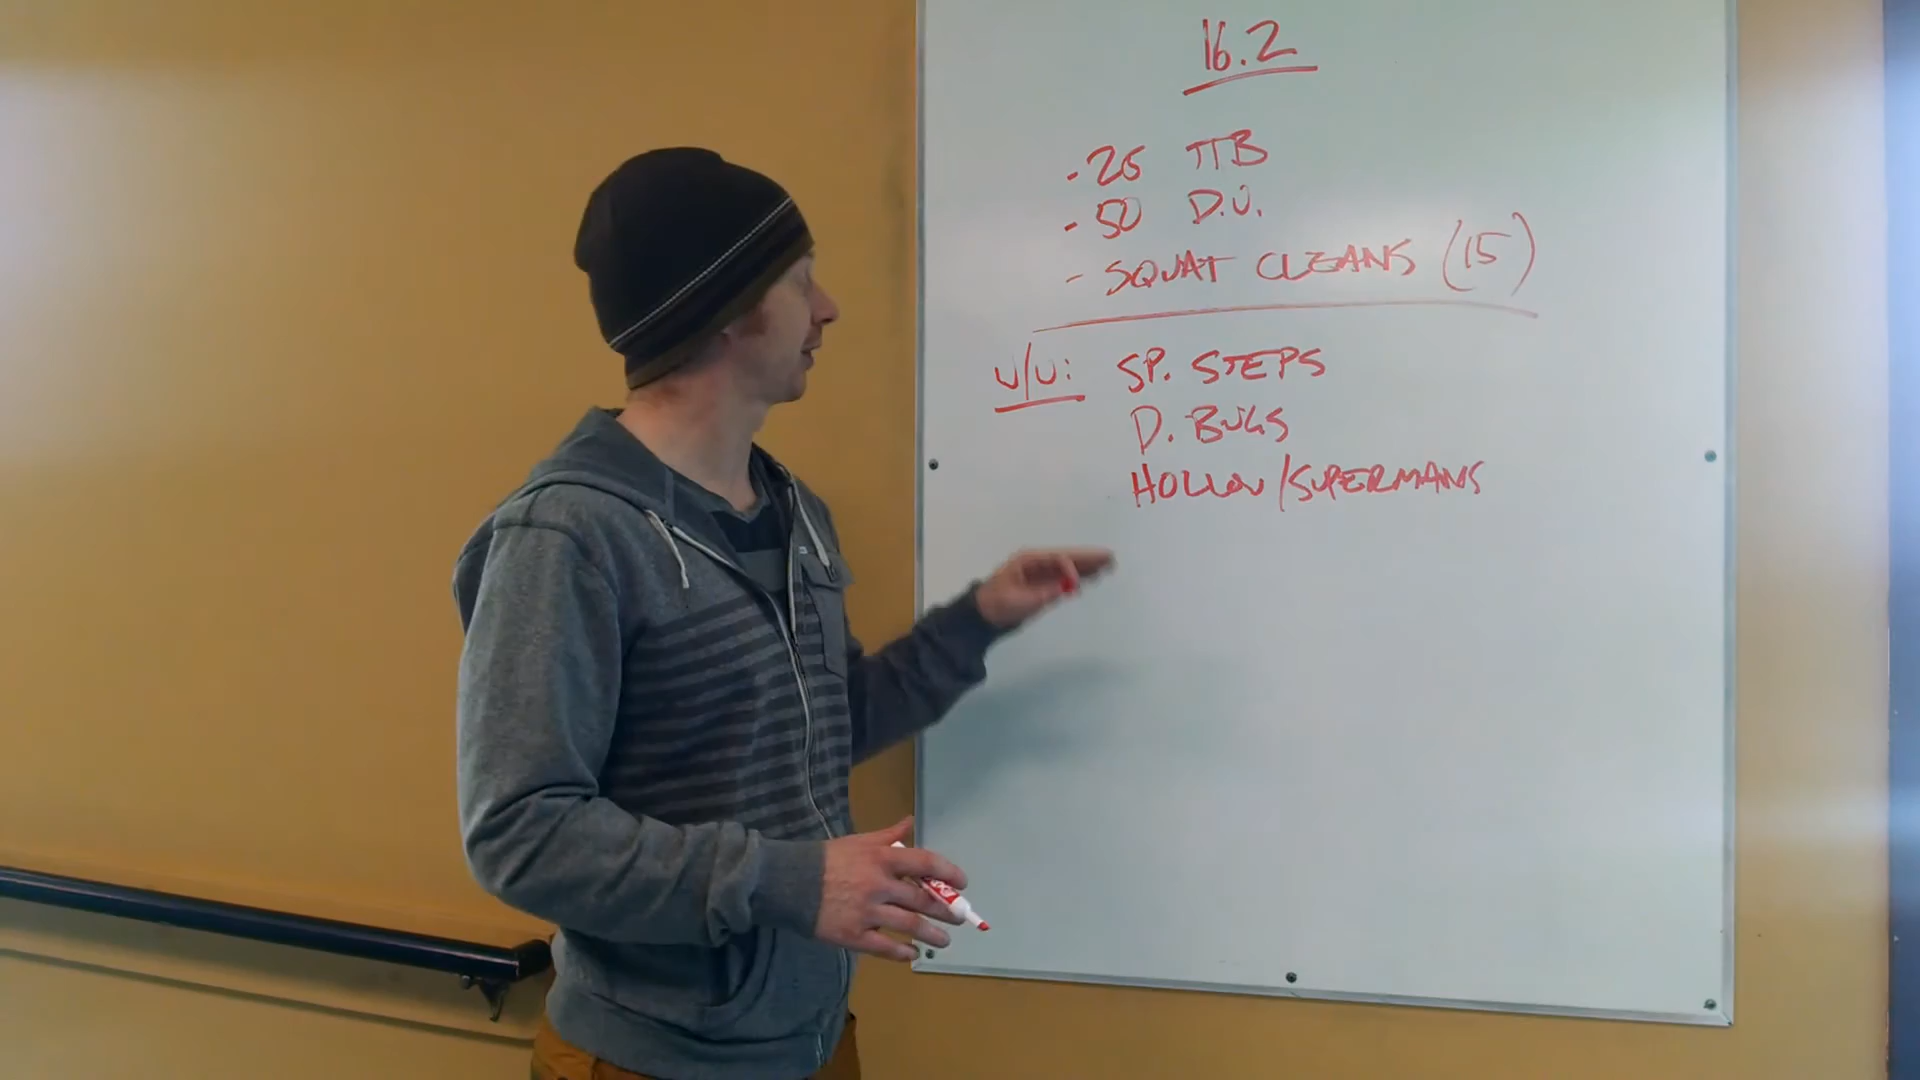 16.2
- 25 TTB
- 50 D.U.
- SQUAT CLEANS (15)
W/U: SP. STEPS
D. BUGS
HOLLOW/SUPERMANS